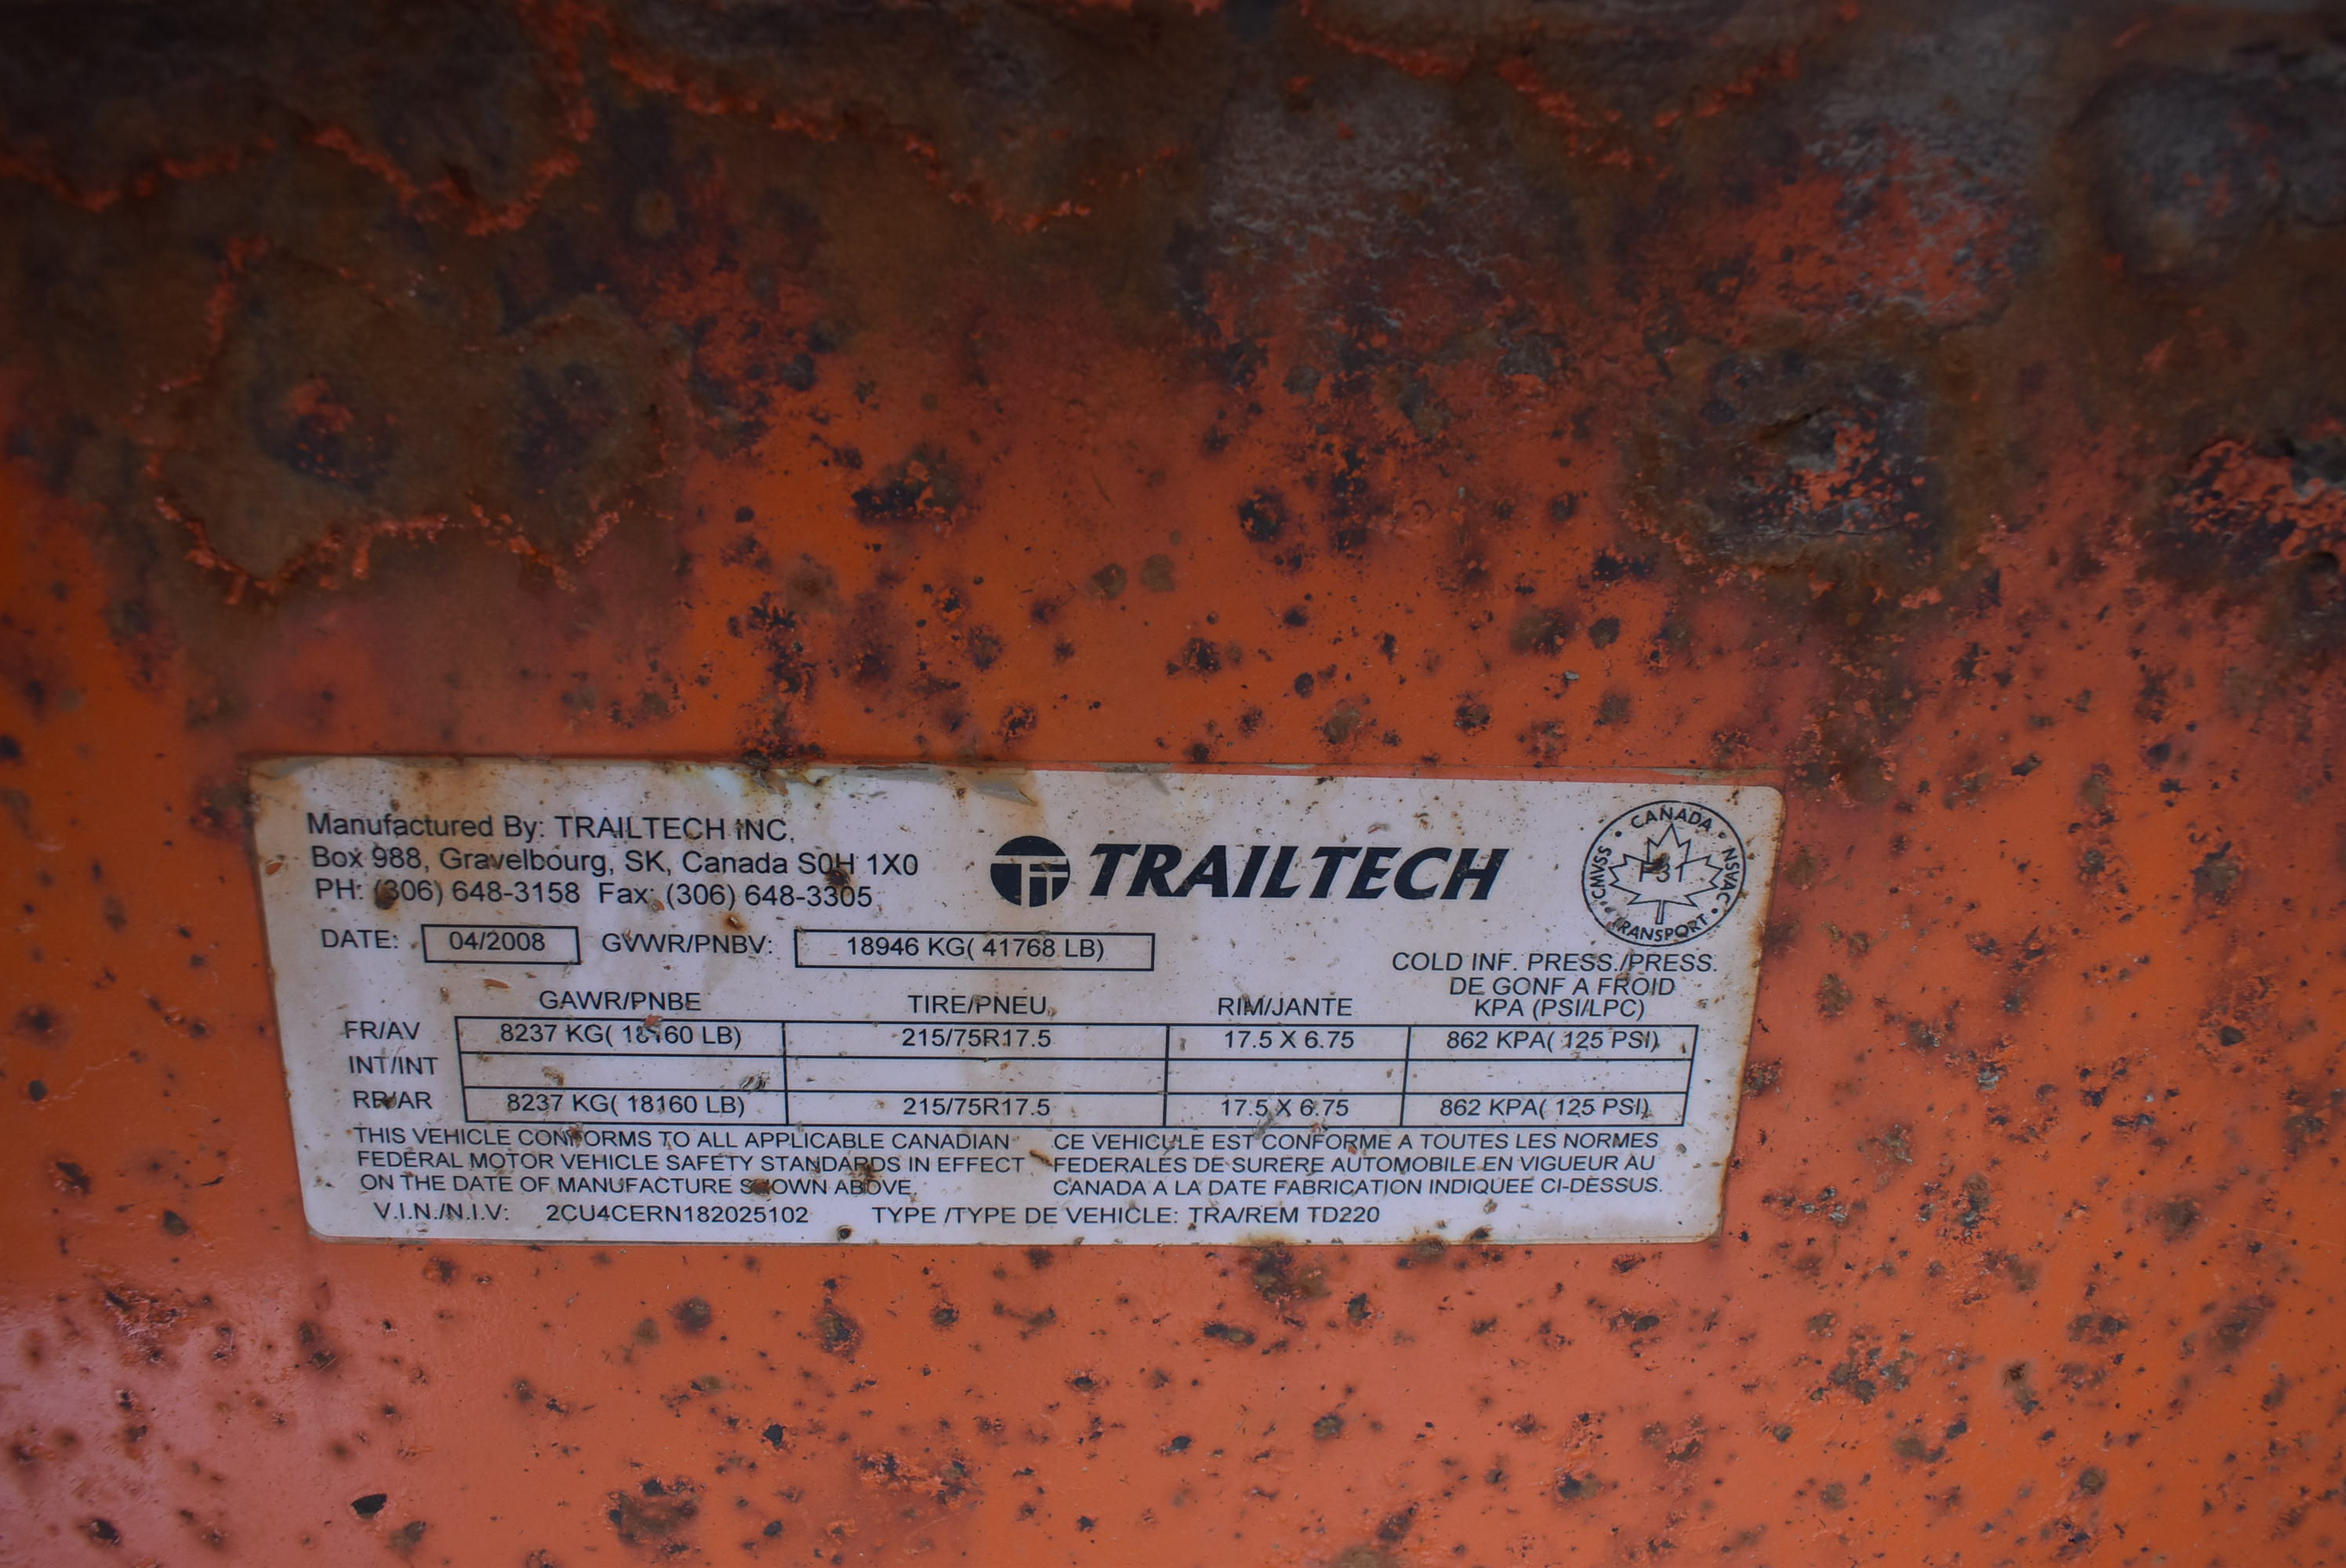 Manufactured By: TRAILTECH INC.
Box 988, Gravelbourg, SK, Canada S0H 1X0
PH: (306) 648-3158 Fax: (306) 648-3305
TRAILTECH
CANADA
CMVSS NSVAC
TRANSPORT
DATE: 04/2008 GVWR/PNBV: 18946 KG( 41768 LB)
COLD INF. PRESS./PRESS.
DE GONF A FROID
GAWR/PNBE TIRE/PNEU RIM/JANTE KPA (PSI/LPC)
FR/AV 8237 KG( 18160 LB) 215/75R17.5 17.5 X 6.75 862 KPA( 125 PSI)
INT/INT
RR/AR 8237 KG( 18160 LB) 215/75R17.5 17.5 X 6.75 862 KPA( 125 PSI)
THIS VEHICLE CONFORMS TO ALL APPLICABLE CANADIAN
FEDERAL MOTOR VEHICLE SAFETY STANDARDS IN EFFECT
ON THE DATE OF MANUFACTURE SHOWN ABOVE
CE VEHICULE EST CONFORME A TOUTES LES NORMES
FEDERALES DE SURERE AUTOMOBILE EN VIGUEUR AU
CANADA A LA DATE FABRICATION INDIQUEE CI-DESSUS.
V.I.N./N.I.V: 2CU4CERN182025102 TYPE /TYPE DE VEHICLE: TRA/REM TD220